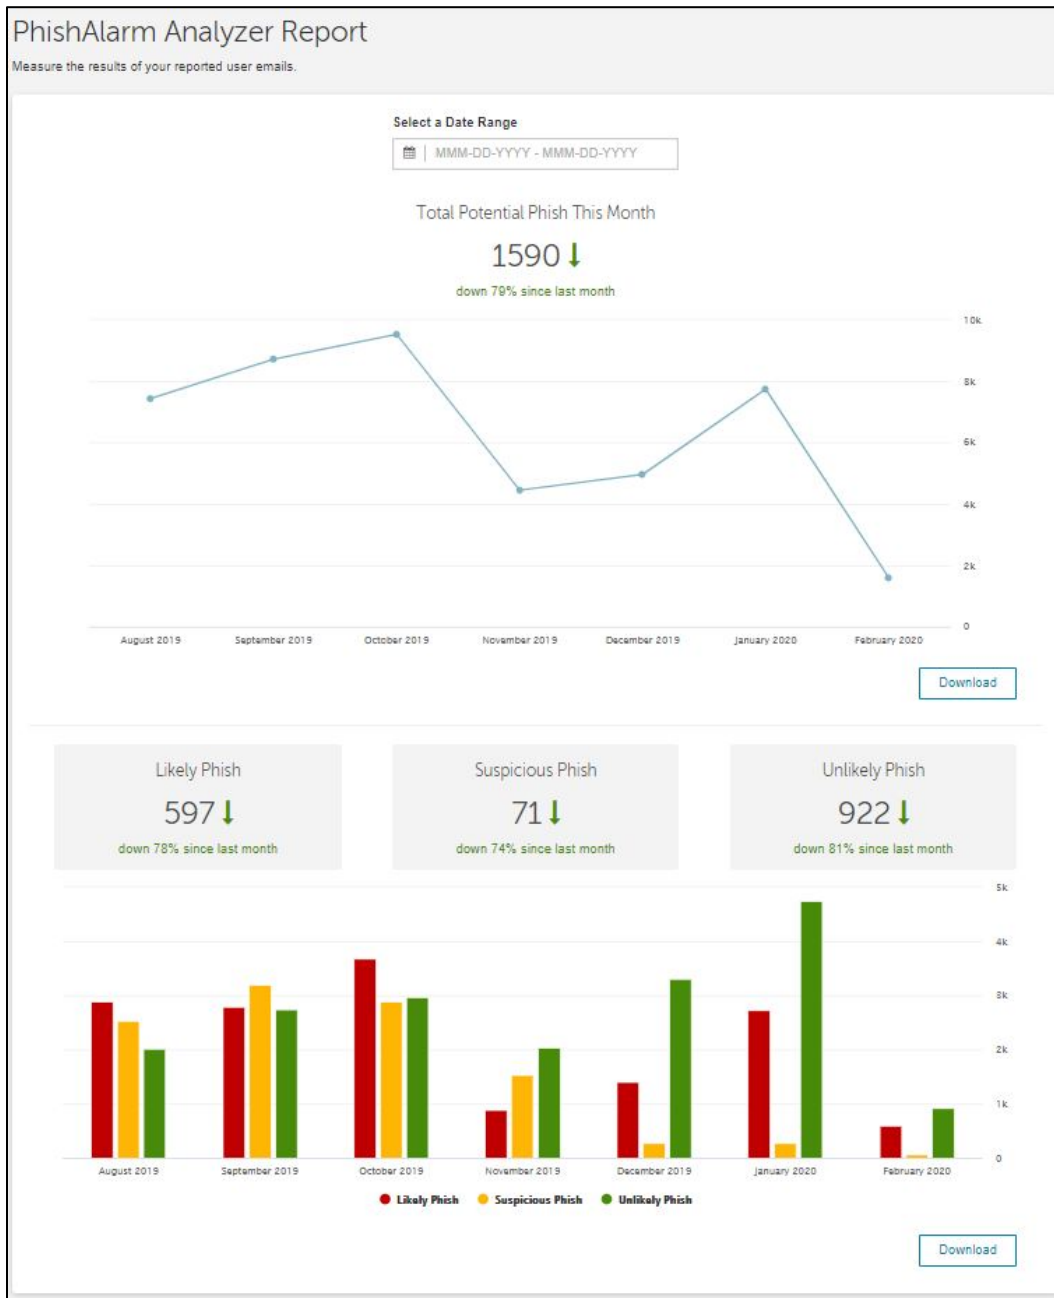 PhishAlarm Analyzer Report
Measure the results of your reported user emails.
Select a Date Range
MMM-DD-YYYY - MMM-DD-YYYY
Total Potential Phish This Month
1590
down 79% since last month
10k
8k
6k
4k
2k
0
August 2019 September 2019 October 2019 November 2019 December 2019 January 2020 February 2020
Download
Likely Phish Suspicious Phish Unlikely Phish
597 71 922
down 78% since last month down 74% since last month down 81% since last month
5k
4k
3k
2k
1k
0
August 2019 September 2019 October 2019 November 2019 December 2019 January 2020 February 2020
Likely Phish Suspicious Phish Unlikely Phish
Download